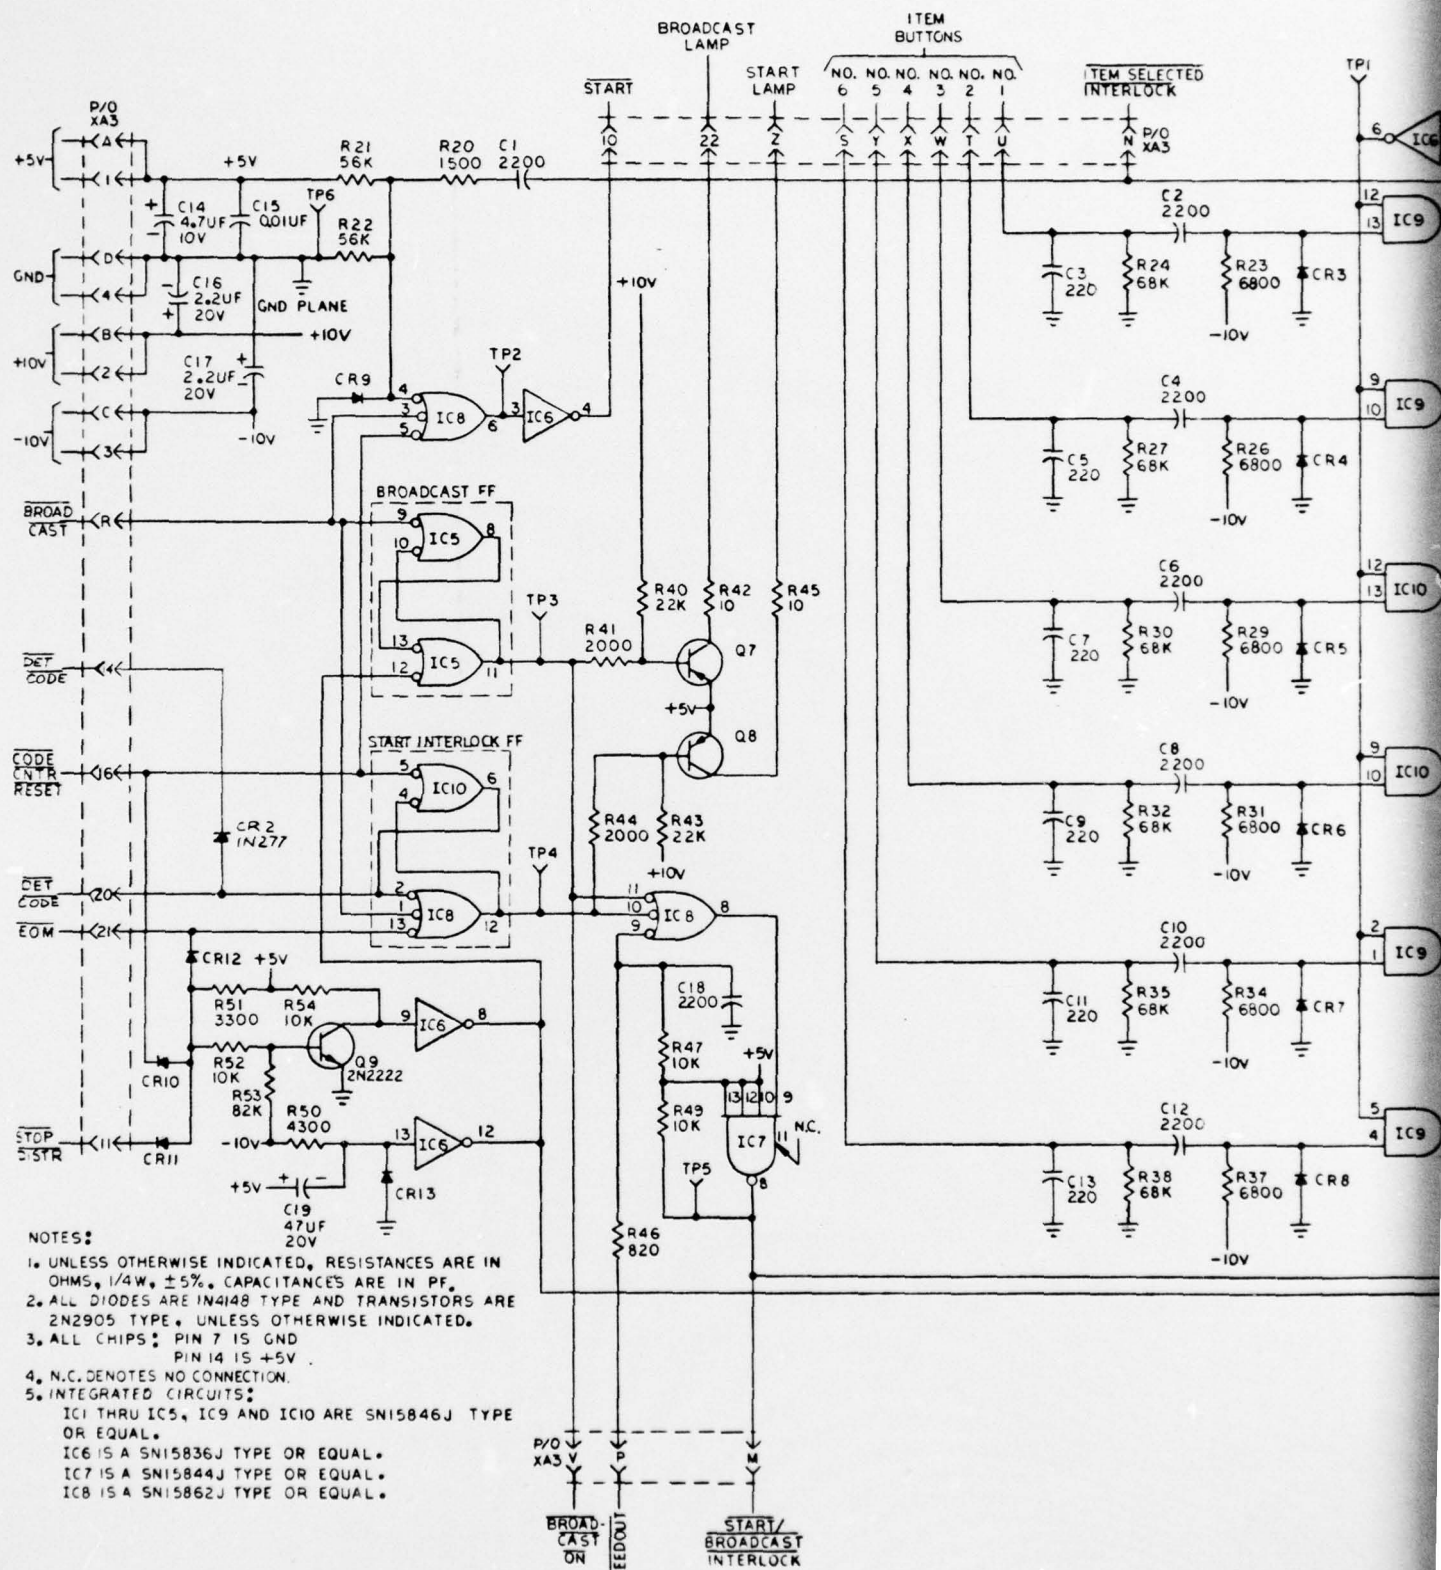 BROADCAST
LAMP
ITEM
BUTTONS
START
START
LAMP
NO. NO. NO. NO. NO. NO.
6 5 4 3 2 1
ITEM SELECTED
INTERLOCK
TP1
P/O
XA3
10
22
Z
S
Y
X
W
T
U
N
P/O
XA3
6
IC6
+5V
A
1
+5V
R21
56K
R20
1500
C1
2200
C14
4.7UF
10V
+
-
C15
0.01UF
TP6
R22
56K
GND
D
4
-
C16
2.2UF
20V
+
GND PLANE
+10V
B
2
+10V
C17
2.2UF
20V
+
-
-10V
C
3
-10V
CR9
4
3
5
IC8
6
TP2
3
IC6
4
+10V
BROAD
CAST
R
BROADCAST FF
9
10
IC5
8
13
12
IC5
11
TP3
R41
2000
R40
22K
R42
10
R45
10
Q7
+5V
Q8
DET
CODE
4
CODE
CNTR
RESET
16
START INTERLOCK FF
5
4
IC10
6
CR2
1N277
R44
2000
R43
22K
+10V
TP4
DET
CODE
20
2
1
13
IC8
12
11
10
9
IC8
8
EOM
21
CR12
+5V
R51
3300
R54
10K
9
IC6
8
R52
10K
Q9
2N2222
CR10
R53
82K
-10V
R50
4300
13
IC6
12
STOP
DISTR
11
CR11
+5V
+
-
C19
47UF
20V
CR13
C18
2200
R47
10K
+5V
13 12 10 9
R49
10K
IC7
11
N.C.
TP5
8
R46
820
C2
2200
12
13
IC9
C3
220
R24
68K
R23
6800
CR3
-10V
C4
2200
9
10
IC9
C5
220
R27
68K
R26
6800
CR4
-10V
C6
2200
12
13
IC10
C7
220
R30
68K
R29
6800
CR5
-10V
C8
2200
9
10
IC10
C9
220
R32
68K
R31
6800
CR6
-10V
C10
2200
2
1
IC9
C11
220
R35
68K
R34
6800
CR7
-10V
C12
2200
5
4
IC9
C13
220
R38
68K
R37
6800
CR8
-10V
NOTES:
1. UNLESS OTHERWISE INDICATED, RESISTANCES ARE IN
OHMS, 1/4W, ±5%. CAPACITANCES ARE IN PF.
2. ALL DIODES ARE IN4148 TYPE AND TRANSISTORS ARE
2N2905 TYPE, UNLESS OTHERWISE INDICATED.
3. ALL CHIPS: PIN 7 IS GND
PIN 14 IS +5V.
4. N.C. DENOTES NO CONNECTION.
5. INTEGRATED CIRCUITS:
IC1 THRU IC5, IC9 AND IC10 ARE SN15846J TYPE
OR EQUAL.
IC6 IS A SN15836J TYPE OR EQUAL.
IC7 IS A SN15844J TYPE OR EQUAL.
IC8 IS A SN15862J TYPE OR EQUAL.
P/O
XA3
V
P
M
BROAD-
CAST
ON
EEDOUT
START/
BROADCAST
INTERLOCK